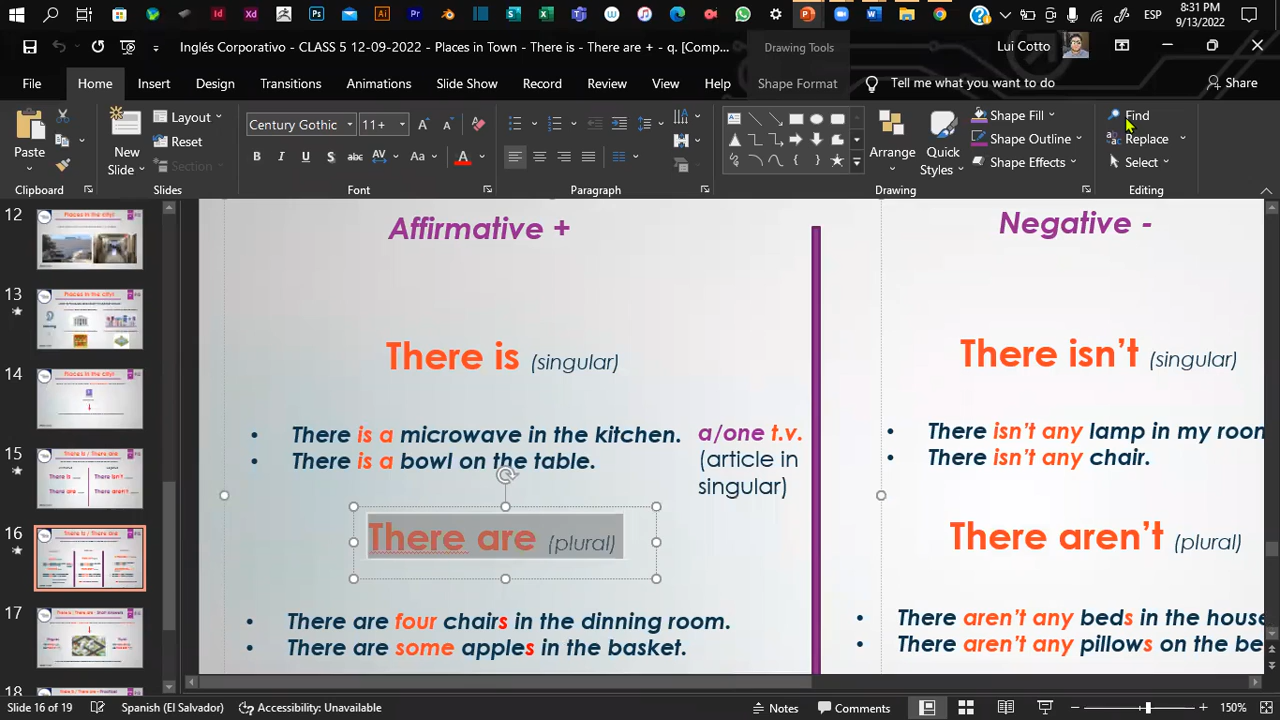 8:31 PM
ESP
9/13/2022
Inglés Corporativo - CLASS 5 12-09-2022 - Places in Town - There is - There are + - q. [Comp...
Drawing Tools
Lui Cotto
File Home Insert Design Transitions Animations Slide Show Record Review View Help Shape Format Tell me what you want to do Share
Paste
New Slide
Layout
Reset
Section
Century Gothic 11+
Arrange
Quick Styles
Shape Fill
Shape Outline
Shape Effects
Find
Replace
Select
Clipboard Slides Font Paragraph Drawing Editing
12
13
14
15
16
17
18
Affirmative +
There is (singular)
• There is a microwave in the kitchen.
• There is a bowl on the table.
a/one t.v.
(article in
singular)
There are (plural)
• There are four chairs in the dinning room.
• There are some apples in the basket.
Negative -
There isn't (singular)
• There isn't any lamp in my room
• There isn't any chair.
There aren't (plural)
• There aren't any beds in the house
• There aren't any pillows on the be
Slide 16 of 19 Spanish (El Salvador) Accessibility: Unavailable Notes Comments 150%